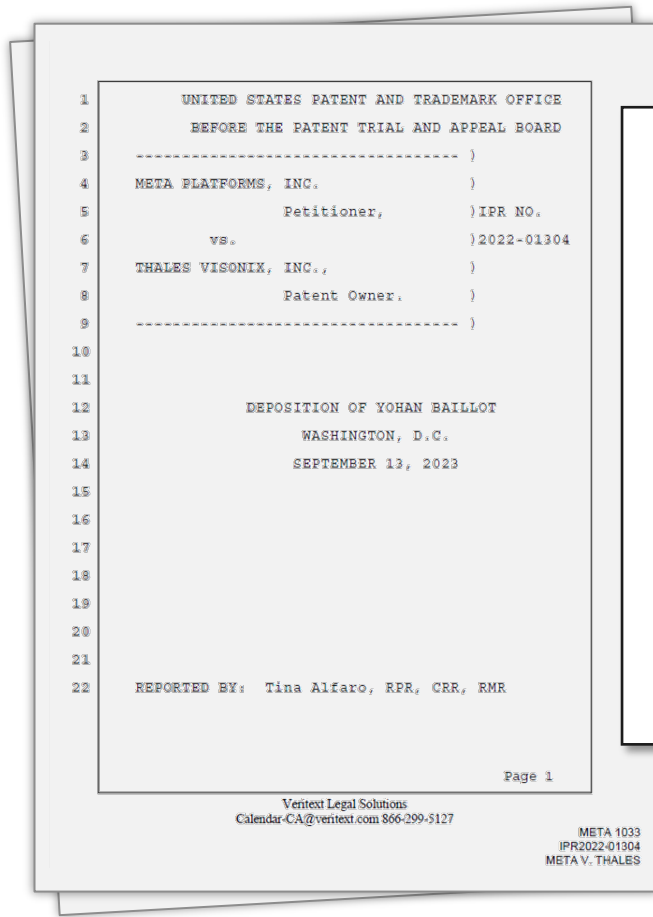 1 UNITED STATES PATENT AND TRADEMARK OFFICE
2 BEFORE THE PATENT TRIAL AND APPEAL BOARD
3 ----------------------------------- )
4 META PLATFORMS, INC. )
5 Petitioner, )IPR NO.
6 vs. )2022-01304
7 THALES VISONIX, INC., )
8 Patent Owner. )
9 ----------------------------------- )
10
11
12 DEPOSITION OF YOHAN BAILLOT
13 WASHINGTON, D.C.
14 SEPTEMBER 13, 2023
15
16
17
18
19
20
21
22 REPORTED BY: Tina Alfaro, RPR, CRR, RMR
Page 1
Veritext Legal Solutions
Calendar-CA@veritext.com 866-299-5127
META 1033
IPR2022-01304
META V. THALES